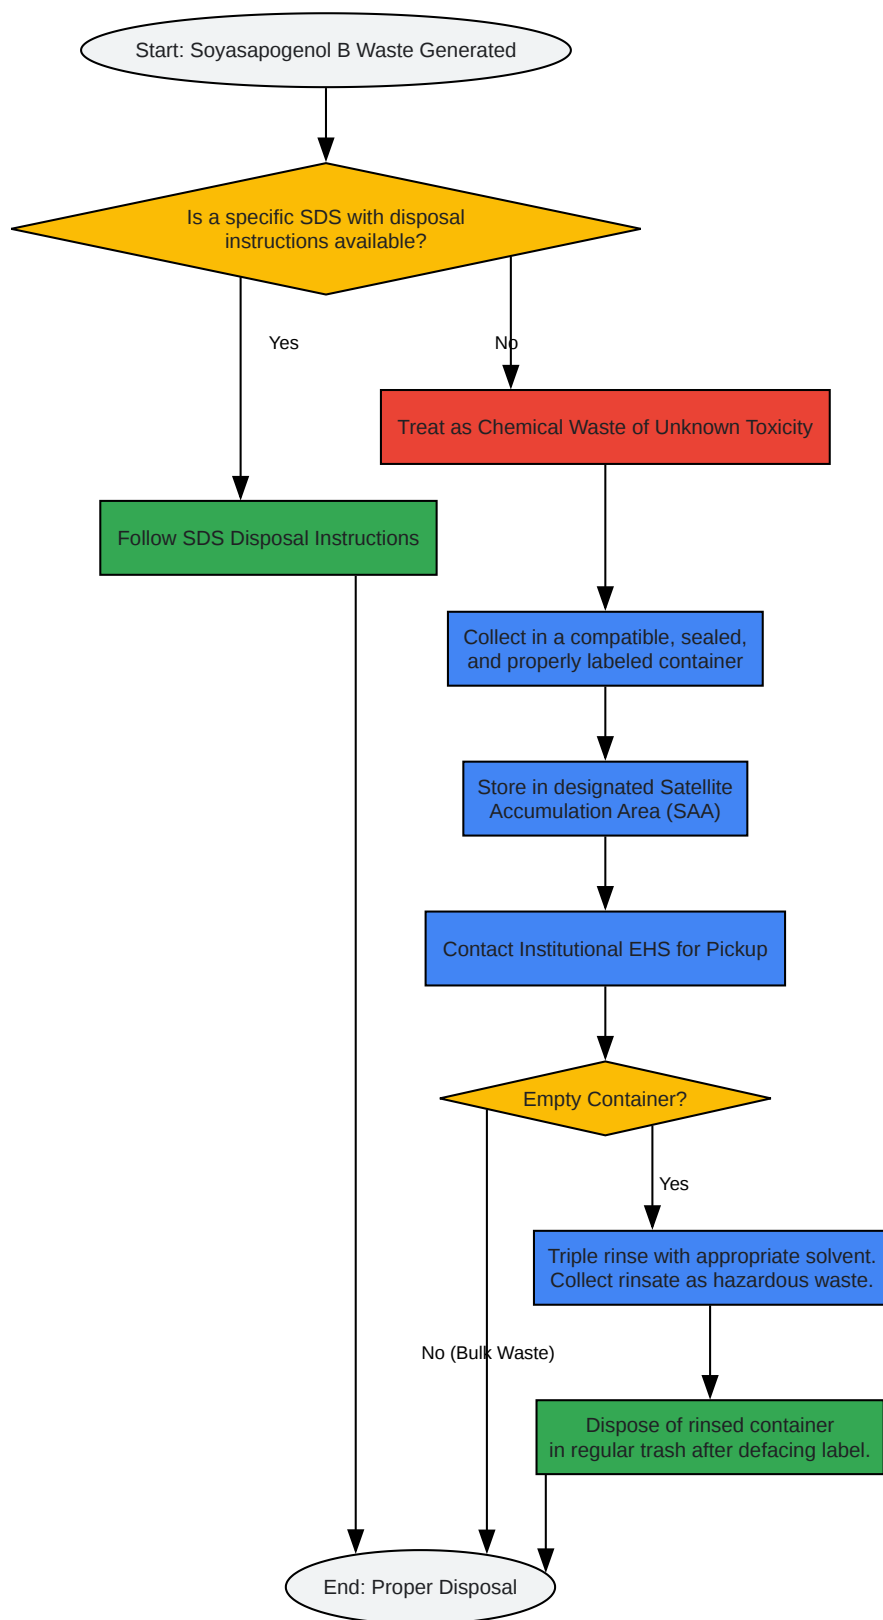 Start: Soyasapogenol B Waste Generated
Is a specific SDS with disposal
instructions available?
Yes
No
Treat as Chemical Waste of Unknown Toxicity
Follow SDS Disposal Instructions
Collect in a compatible, sealed,
and properly labeled container
Store in designated Satellite
Accumulation Area (SAA)
Contact Institutional EHS for Pickup
Empty Container?
Yes
Triple rinse with appropriate solvent.
Collect rinsate as hazardous waste.
No (Bulk Waste)
Dispose of rinsed container
in regular trash after defacing label.
End: Proper Disposal